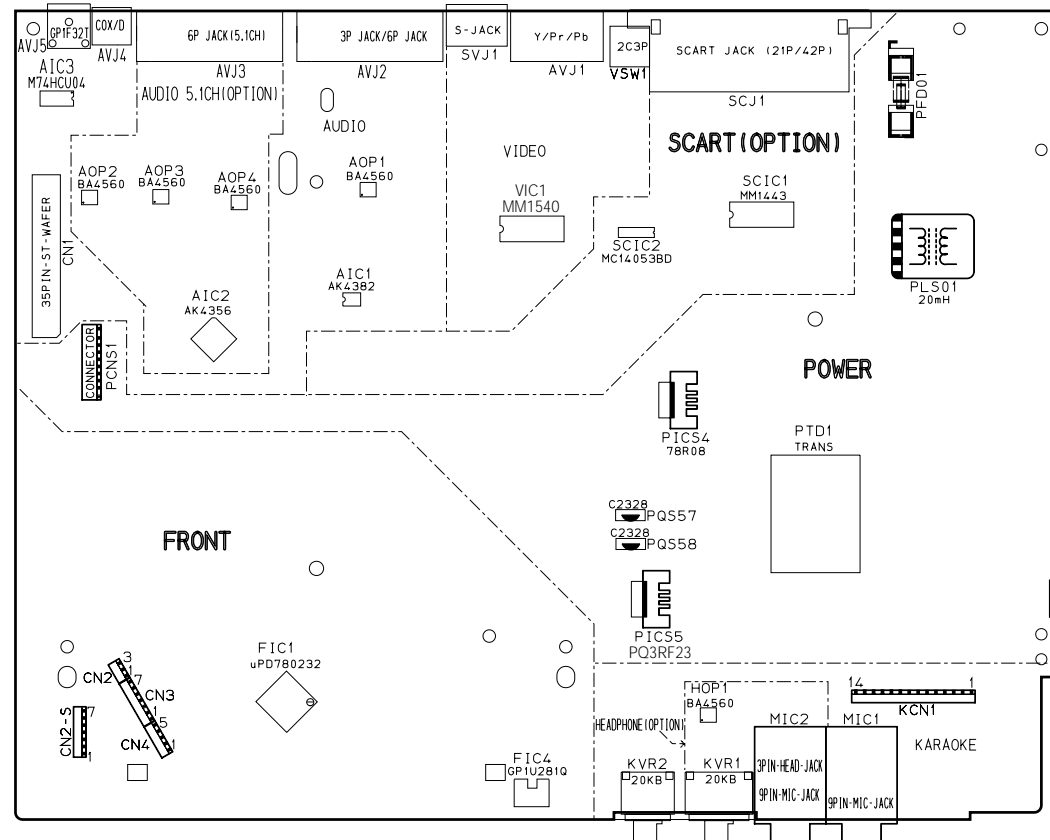 GP1F32T
COX/D
6P JACK(5.1CH)
3P JACK/6P JACK
S-JACK
Y/Pr/Pb
2C3P
SCART JACK (21P/42P)
AVJ5
AVJ4
AVJ3
AVJ2
SVJ1
AVJ1
VSW1
SCJ1
PFD01
AIC3
M74HCU04
AUDIO 5.1CH(OPTION)
AUDIO
SCART(OPTION)
VIDEO
AOP2
BA4560
AOP3
BA4560
AOP4
BA4560
AOP1
BA4560
VIC1
MM1540
SCIC1
MM1443
35PIN-ST-WAFER
CN1
SCIC2
MC14053BD
AIC1
AK4382
AIC2
AK4356
PLS01
20mH
CONNECTOR
PCNS1
POWER
PICS4
78R08
PTD1
TRANS
C2328
PQS57
C2328
PQS58
FRONT
PICS5
PQ3RF23
FIC1
uPD780232
3
1
CN2
7
CN3
1
5
CN4
1
CN2-S
7
1
HOP1
BA4560
14
1
KCN1
HEADPHONE(OPTION)
MIC2
MIC1
KARAOKE
FIC4
GP1U281Q
KVR2
20KB
KVR1
20KB
3PIN-HEAD-JACK
9PIN-MIC-JACK
9PIN-MIC-JACK